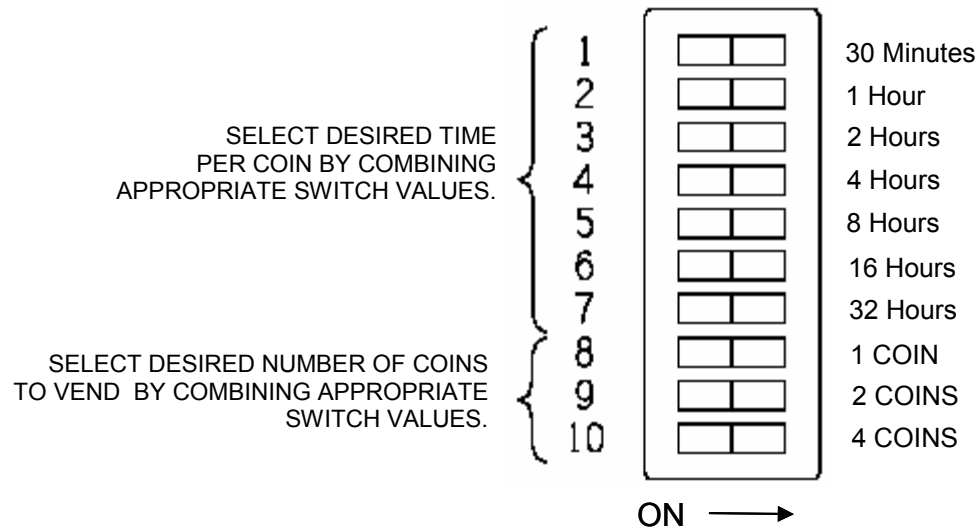 1 30 Minutes
2 1 Hour
3 2 Hours
SELECT DESIRED TIME
PER COIN BY COMBINING
APPROPRIATE SWITCH VALUES.
4 4 Hours
5 8 Hours
6 16 Hours
7 32 Hours
8 1 COIN
SELECT DESIRED NUMBER OF COINS
TO VEND BY COMBINING APPROPRIATE
SWITCH VALUES.
9 2 COINS
10 4 COINS
ON